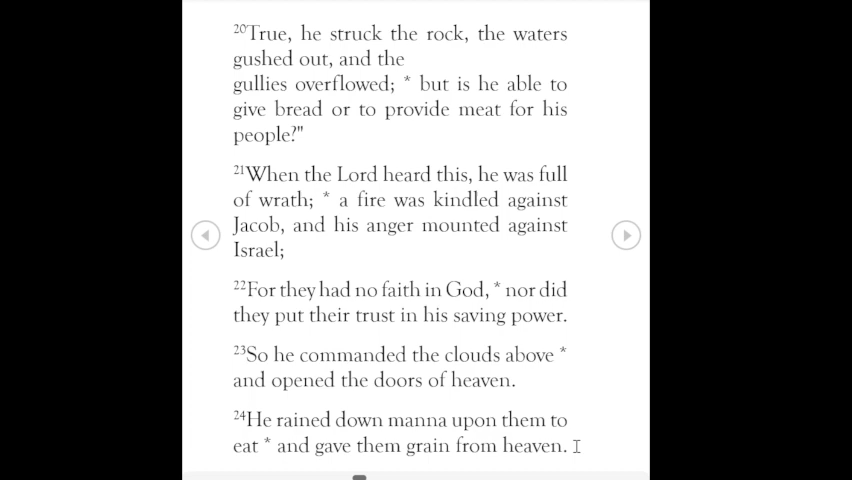 20True, he struck the rock, the waters
gushed out, and the
gullies overflowed; * but is he able to
give bread or to provide meat for his
people?"
21When the Lord heard this, he was full
of wrath; * a fire was kindled against
Jacob, and his anger mounted against
Israel;
22For they had no faith in God, * nor did
they put their trust in his saving power.
23So he commanded the clouds above *
and opened the doors of heaven.
24He rained down manna upon them to
eat * and gave them grain from heaven.